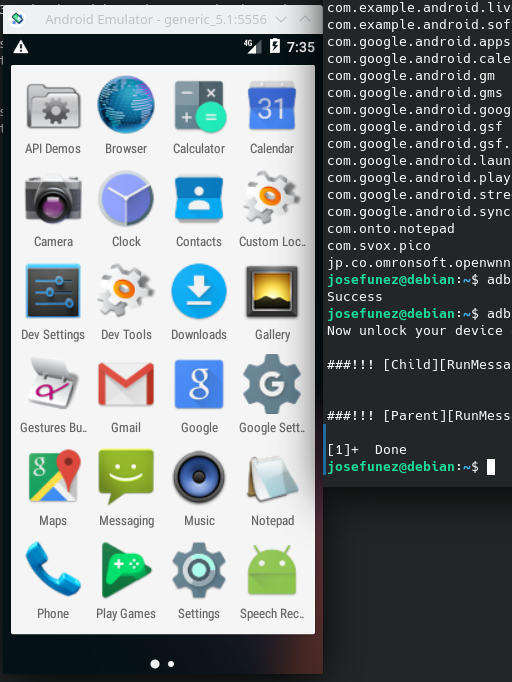 Android Emulator - generic_5.1:5556
4G 7:35
API Demos Browser Calculator Calendar
31
Camera Clock Contacts Custom Loc..
Dev Settings Dev Tools Downloads Gallery
Gestures Bu.. Gmail Google Google Sett..
Maps Messaging Music Notepad
Phone Play Games Settings Speech Rec..
com.example.android.liv
com.example.android.sof
com.google.android.apps
com.google.android.cale
com.google.android.gm
com.google.android.gms
com.google.android.goog
com.google.android.gsf
com.google.android.gsf.
com.google.android.laun
com.google.android.play
com.google.android.stre
com.google.android.sync
com.onto.notepad
com.svox.pico
jp.co.omronsoft.openwnn
josefunez@debian:~$ adb
Success
josefunez@debian:~$ adb
Now unlock your device
###!!! [Child][RunMessa
###!!! [Parent][RunMess
[1]+  Done
josefunez@debian:~$